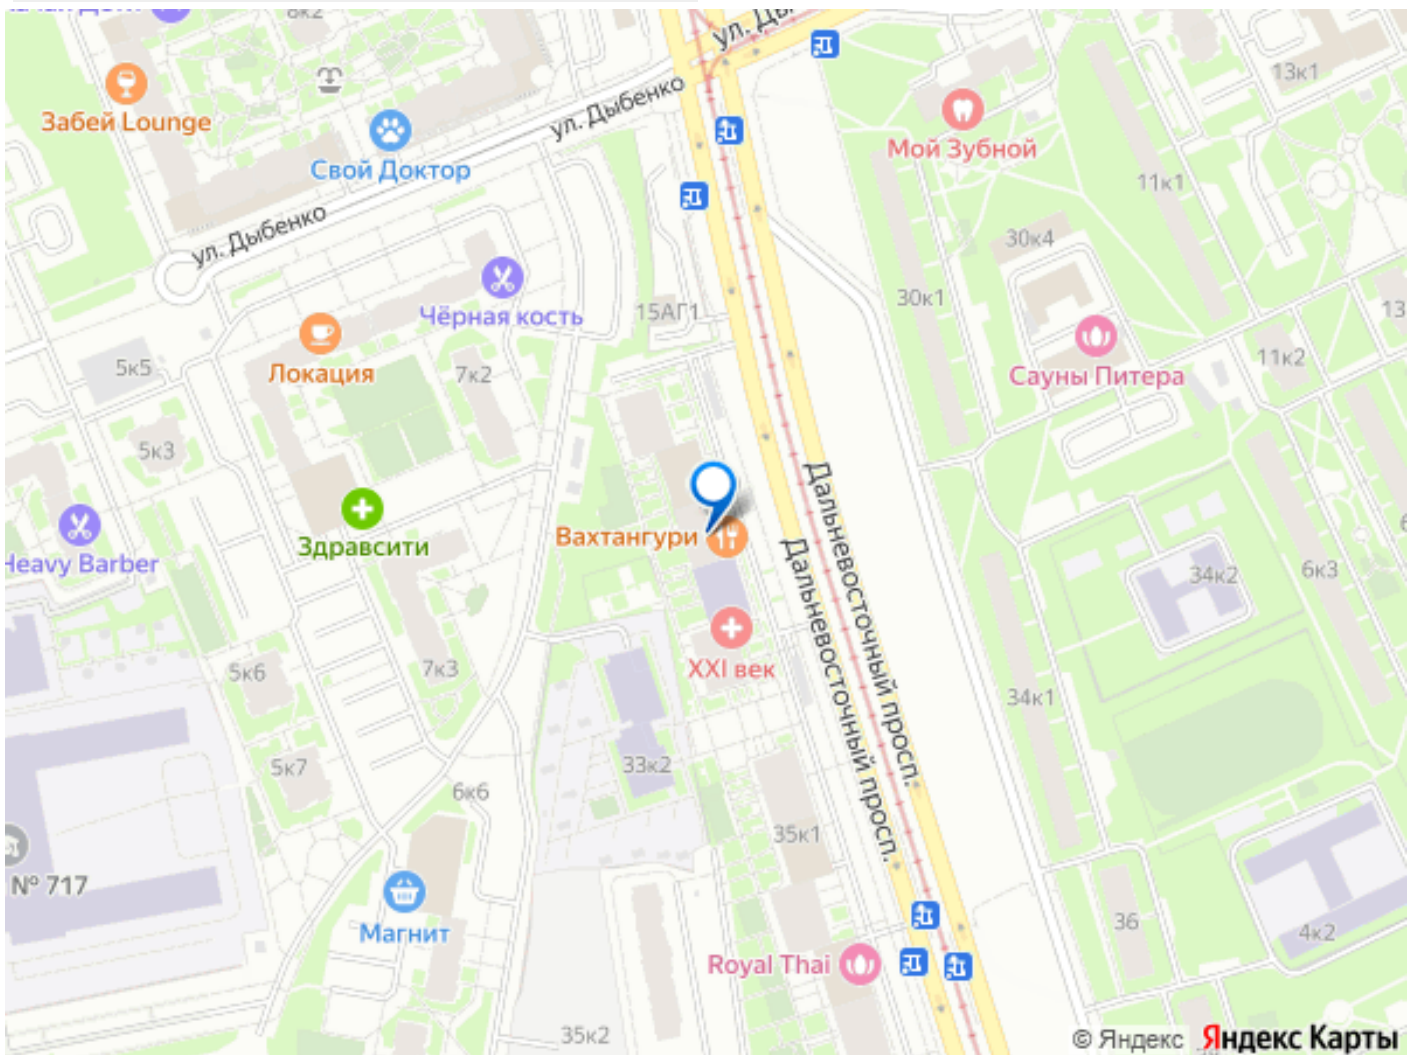 8к2
ул. Дыбенко
13к1
Забей Lounge
ул. Дыбенко
Мой Зубной
Свой Доктор
11к1
ул. Дыбенко
30к4
30к1
Чёрная кость
15АГ1
13
5к5
Локация
7к2
11к2
Сауны Питера
5к3
Здравсити
Вахтангури
Дальневосточный просп.
Дальневосточный просп.
Heavy Barber
34к2
6к3
XXI век
5к6
7к3
34к1
5к7
33к2
6к6
35к1
№ 717
Магнит
36
4к2
Royal Thai
35к2
© Яндекс Яндекс Карты